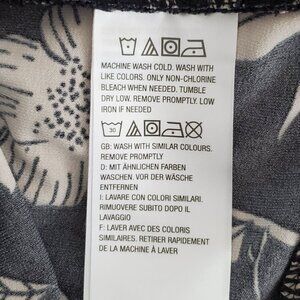 MACHINE WASH COLD. WASH WITH
LIKE COLORS. ONLY NON-CHLORINE
BLEACH WHEN NEEDED. TUMBLE
DRY LOW. REMOVE PROMPTLY. LOW
IRON IF NEEDED
30
GB: WASH WITH SIMILAR COLOURS.
REMOVE PROMPTLY
D: MIT ÄHNLICHEN FARBEN
WASCHEN. VOR DER WÄSCHE
ENTFERNEN
I: LAVARE CON COLORI SIMILARI.
RIMUOVERE SUBITO DOPO IL
LAVAGGIO
F: LAVER AVEC DES COLORIS
SIMILAIRES. RETIRER RAPIDEMENT
DE LA MACHINE À LAVER